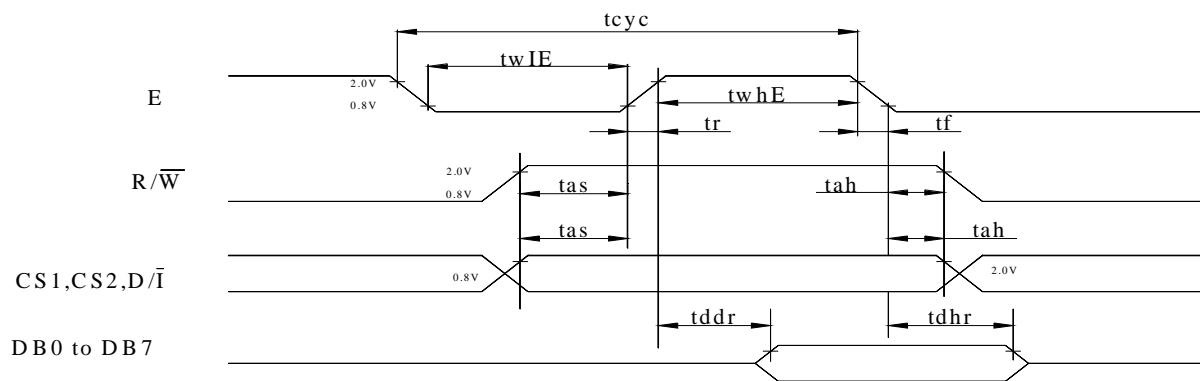 tcyc
twIE
2.0V
E
0.8V
twhE
tr
tf
R/W̅
2.0V
0.8V
tas
tah
tas
tah
CS1,CS2,D/I̅
0.8V
2.0V
tddr
tdhr
DB0 to DB7